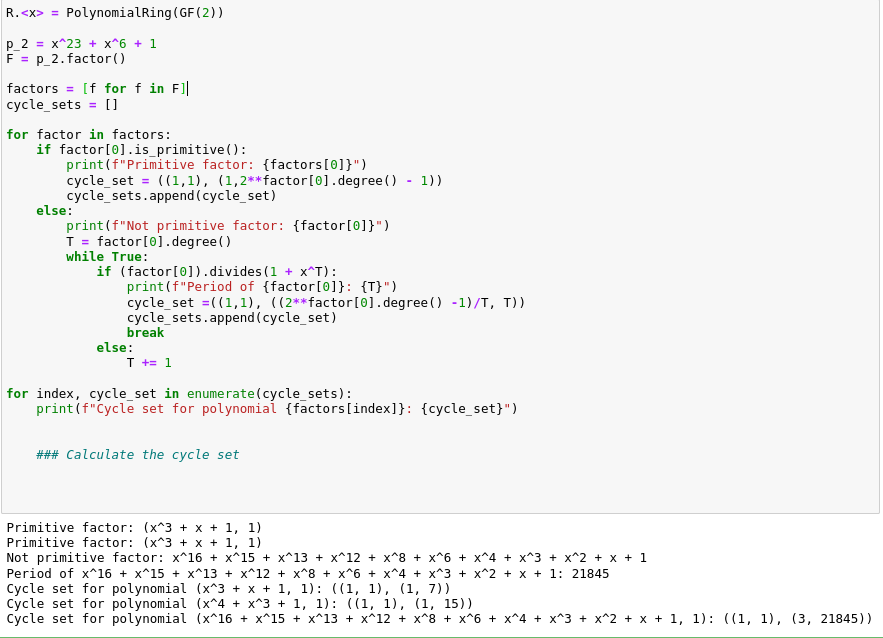 R.<x> = PolynomialRing(GF(2))
p_2 = x^23 + x^6 + 1
F = p_2.factor()
factors = [f for f in F]
cycle_sets = []
for factor in factors:
    if factor[0].is_primitive():
        print(f"Primitive factor: {factors[0]}")
        cycle_set = ((1,1), (1,2**factor[0].degree() - 1))
        cycle_sets.append(cycle_set)
    else:
        print(f"Not primitive factor: {factor[0]}")
        T = factor[0].degree()
        while True:
            if (factor[0]).divides(1 + x^T):
                print(f"Period of {factor[0]}: {T}")
                cycle_set =((1,1), ((2**factor[0].degree() -1)/T, T))
                cycle_sets.append(cycle_set)
                break
            else:
                T += 1
for index, cycle_set in enumerate(cycle_sets):
    print(f"Cycle set for polynomial {factors[index]}: {cycle_set}")
    ### Calculate the cycle set
Primitive factor: (x^3 + x + 1, 1)
Primitive factor: (x^3 + x + 1, 1)
Not primitive factor: x^16 + x^15 + x^13 + x^12 + x^8 + x^6 + x^4 + x^3 + x^2 + x + 1
Period of x^16 + x^15 + x^13 + x^12 + x^8 + x^6 + x^4 + x^3 + x^2 + x + 1: 21845
Cycle set for polynomial (x^3 + x + 1, 1): ((1, 1), (1, 7))
Cycle set for polynomial (x^4 + x^3 + 1, 1): ((1, 1), (1, 15))
Cycle set for polynomial (x^16 + x^15 + x^13 + x^12 + x^8 + x^6 + x^4 + x^3 + x^2 + x + 1, 1): ((1, 1), (3, 21845))